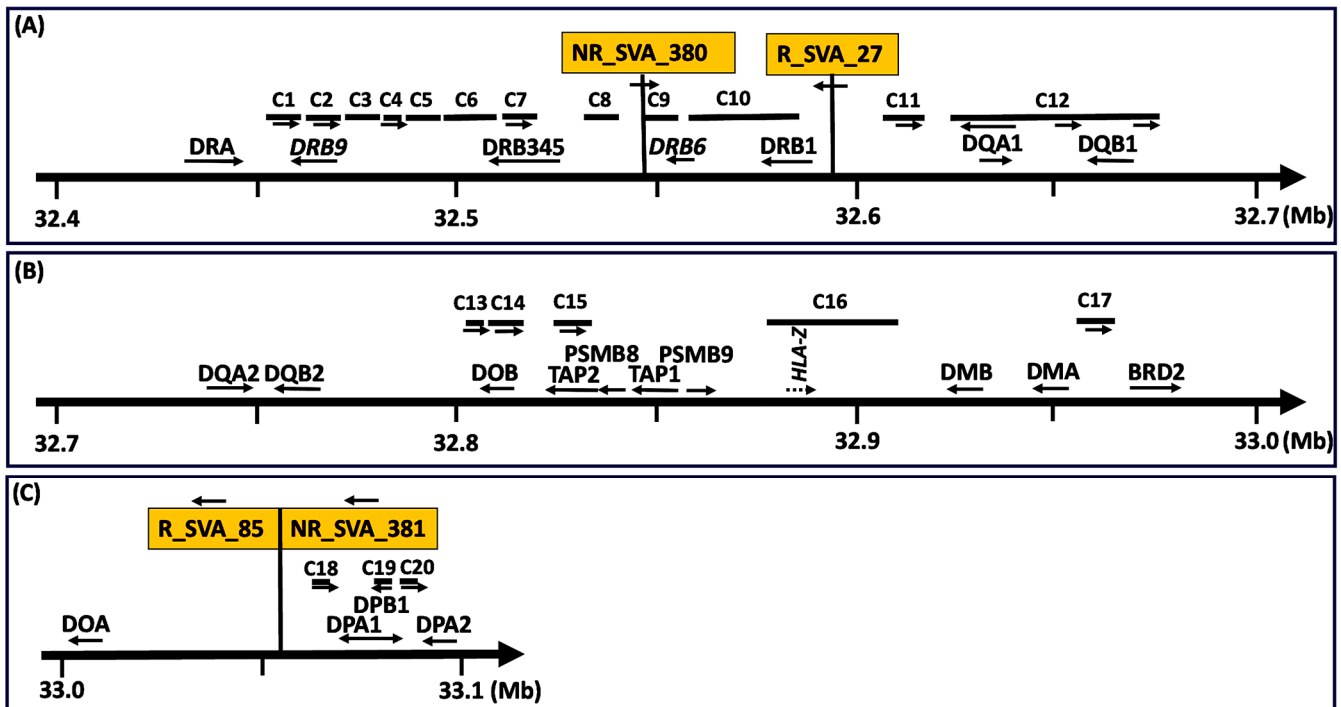 (A)
NR_SVA_380 R_SVA_27
C1 C2 C3 C4 C5 C6 C7 C8 C9 C10 C11 C12
DRA DRB9 DRB345 DRB6 DRB1 DQA1 DQB1
32.4 32.5 32.6 32.7 (Mb)
(B)
C13 C14 C15 C16 C17
PSMB8 PSMB9 HLA-Z
DQA2 DQB2 DOB TAP2 TAP1 DMB DMA BRD2
32.7 32.8 32.9 33.0 (Mb)
(C)
R_SVA_85 NR_SVA_381
C18 C19 C20
DPB1
DOA DPA1 DPA2
33.0 33.1 (Mb)